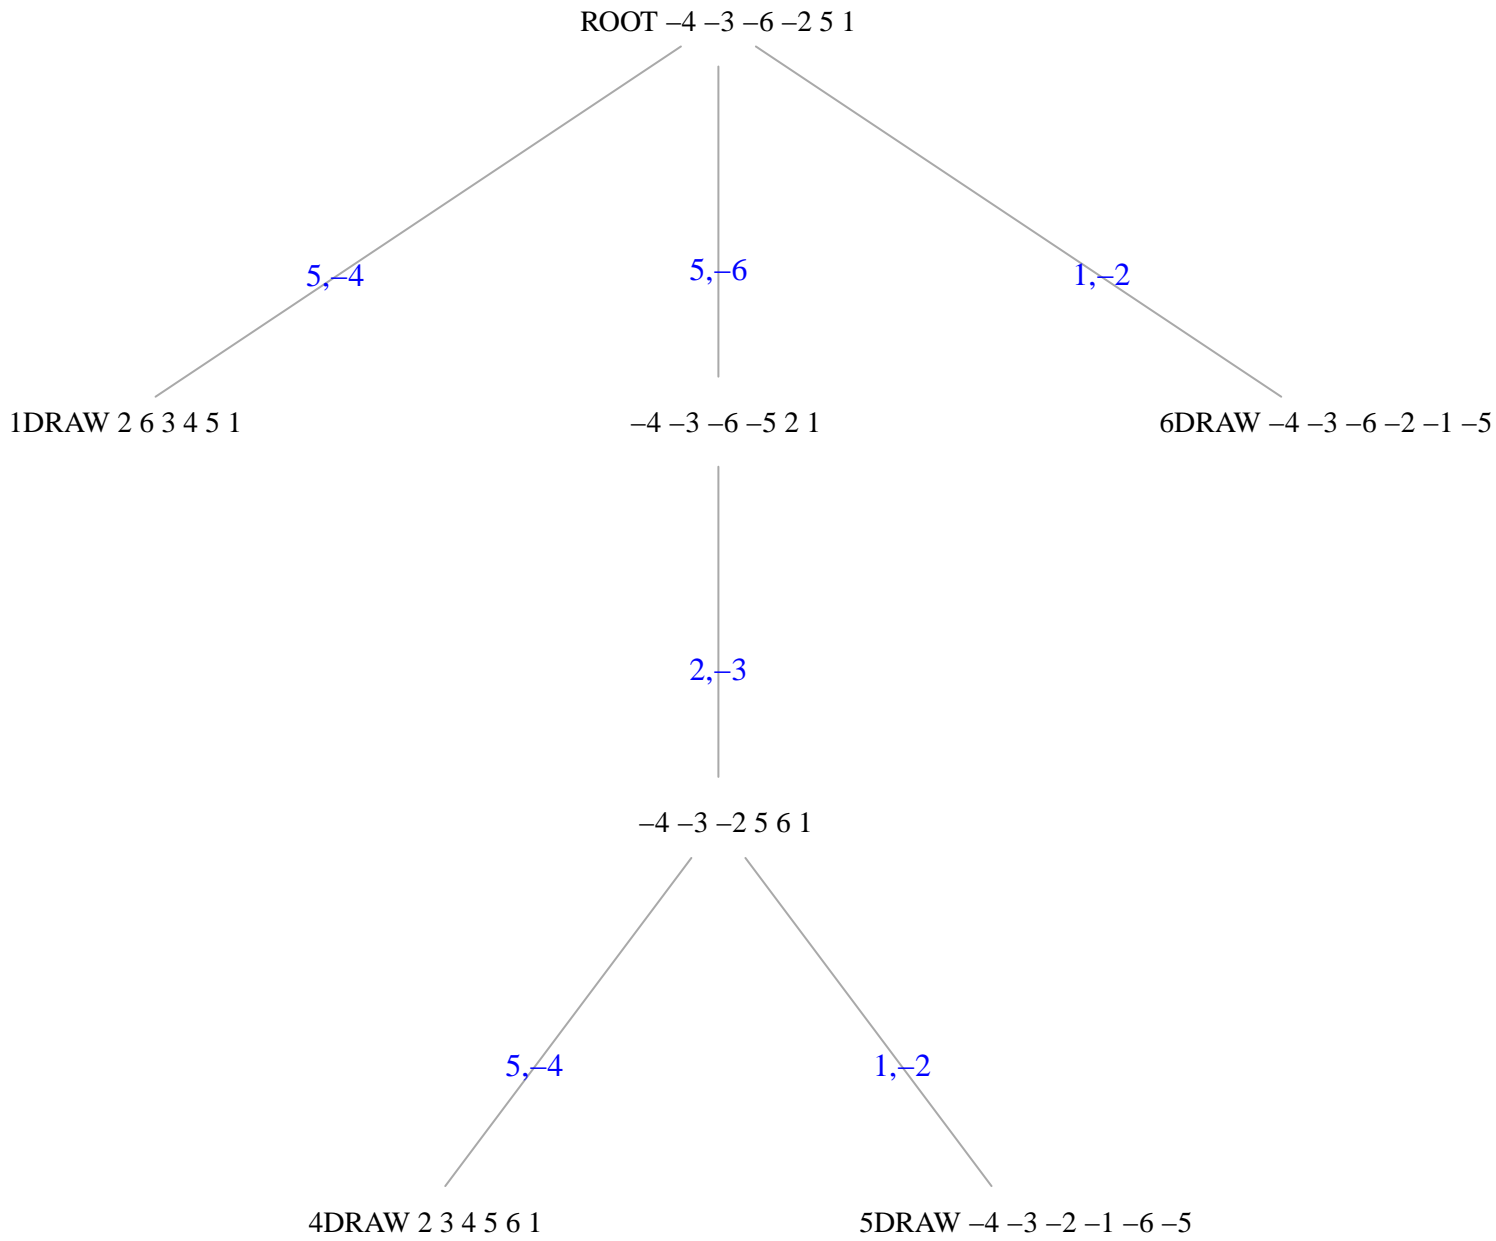 ROOT –4 –3 –6 –2 5 1
5,–4
5,–6
1,–2
1DRAW 2 6 3 4 5 1
–4 –3 –6 –5 2 1
6DRAW –4 –3 –6 –2 –1 –5
2,–3
–4 –3 –2 5 6 1
5,–4
1,–2
4DRAW 2 3 4 5 6 1
5DRAW –4 –3 –2 –1 –6 –5